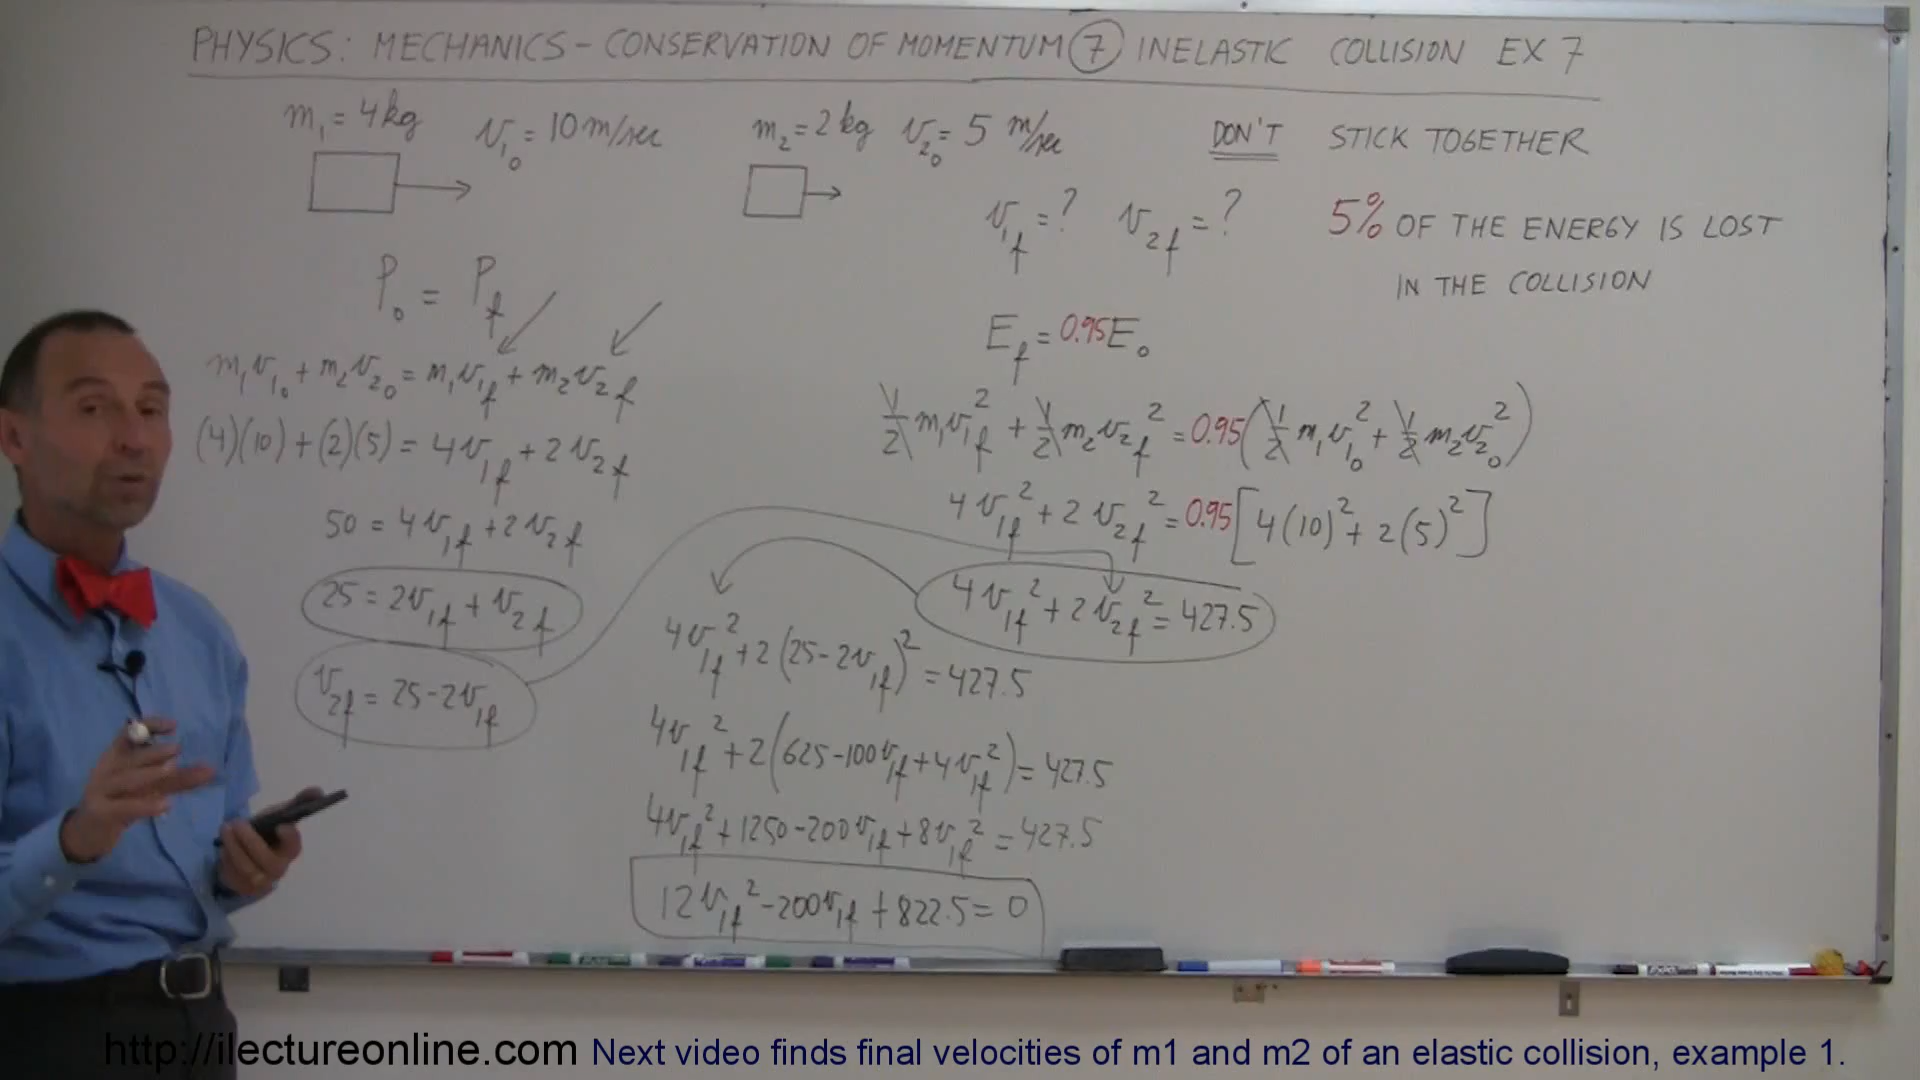 PHYSICS: MECHANICS - CONSERVATION OF MOMENTUM ⑦ INELASTIC COLLISION EX 7
m₁ = 4 kg v₁₀ = 10 m/sec m₂ = 2 kg v₂₀ = 5 m/sec DON'T STICK TOGETHER
v₁f = ? v₂f = ? 5% OF THE ENERGY IS LOST
IN THE COLLISION
P₀ = Pf
m₁v₁₀ + m₂v₂₀ = m₁v₁f + m₂v₂f
(4)(10) + (2)(5) = 4v₁f + 2v₂f
50 = 4v₁f + 2v₂f
25 = 2v₁f + v₂f
v₂f = 25 - 2v₁f
Ef = 0.95E₀
1/2 m₁v₁f² + 1/2 m₂v₂f² = 0.95(1/2 m₁v₁₀² + 1/2 m₂v₂₀²)
4v₁f² + 2v₂f² = 0.95[4(10)² + 2(5)²]
4v₁f² + 2v₂f² = 427.5
4v₁f² + 2(25 - 2v₁f)² = 427.5
4v₁f² + 2(625 - 100v₁f + 4v₁f²) = 427.5
4v₁f² + 1250 - 200v₁f + 8v₁f² = 427.5
12v₁f² - 200v₁f + 822.5 = 0
http://ilectureonline.com Next video finds final velocities of m1 and m2 of an elastic collision, example 1.